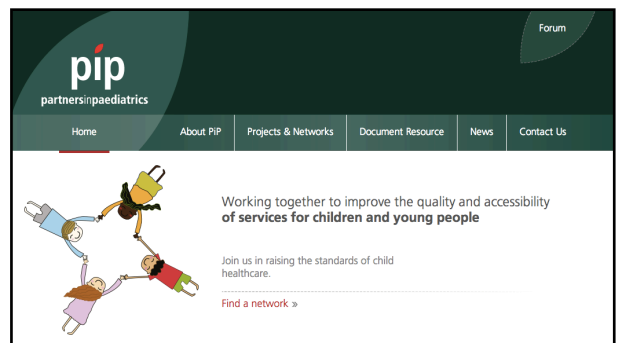 Forum
pip
partnersinpaediatrics
Home About PiP Projects & Networks Document Resource News Contact Us
Working together to improve the quality and accessibility
of services for children and young people
Join us in raising the standards of child
healthcare.
Find a network »